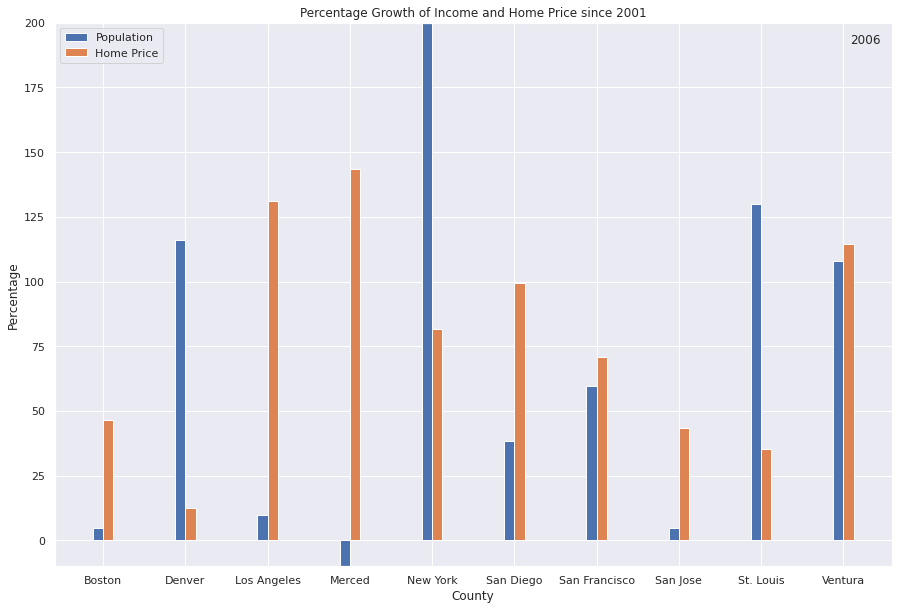 Percentage Growth of Income and Home Price since 2001
Population
Home Price
2006
200
175
150
125
100
75
50
25
0
Percentage
Boston Denver Los Angeles Merced New York San Diego San Francisco San Jose St. Louis Ventura
County